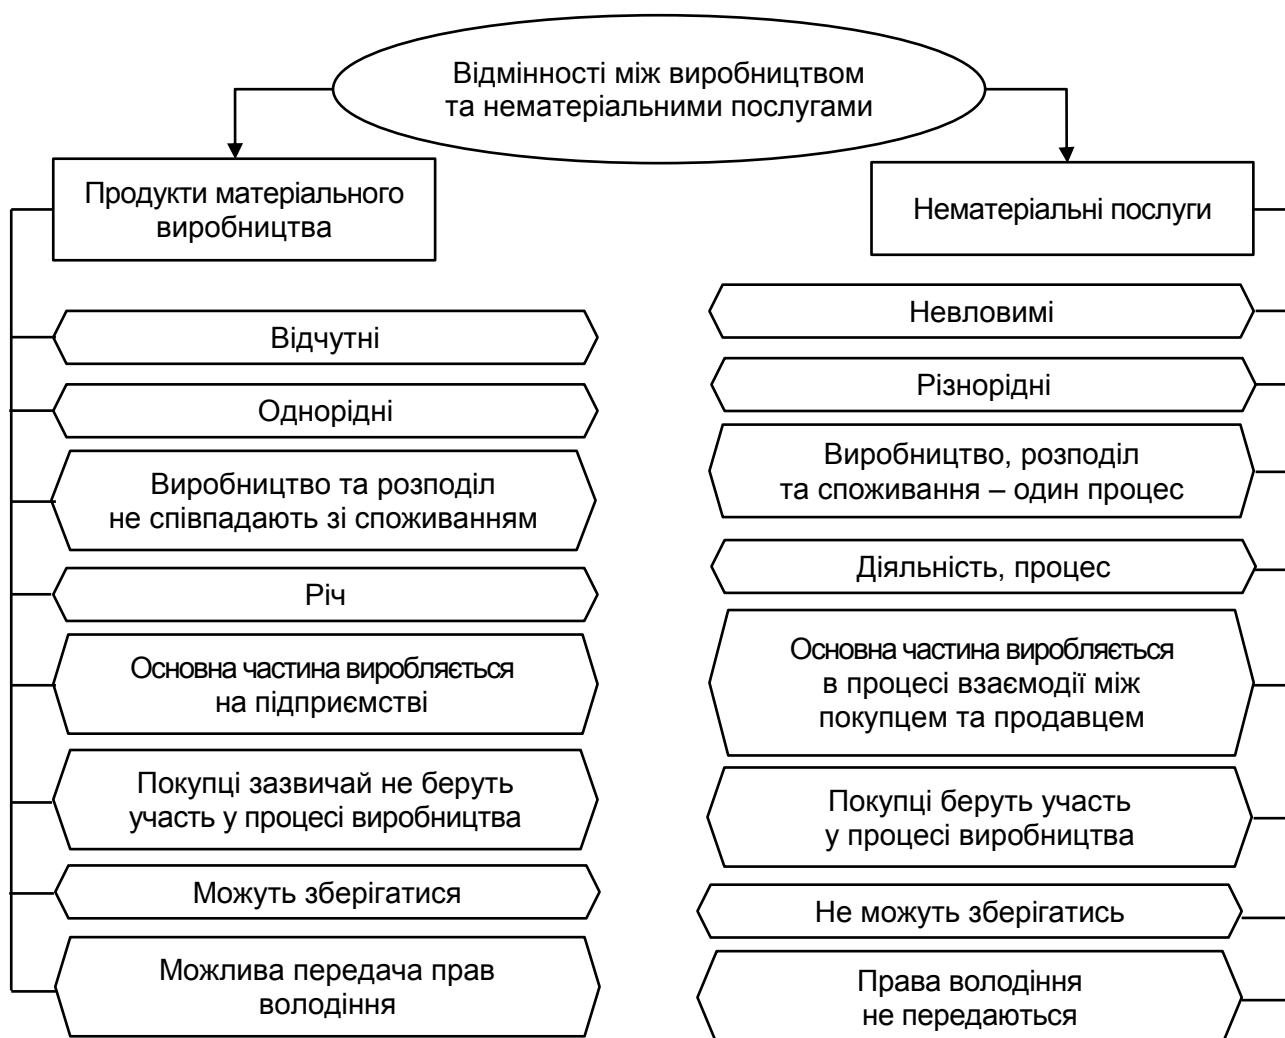 Відмінності між виробництвом
та нематеріальними послугами
Продукти матеріального
виробництва
Нематеріальні послуги
Відчутні
Однорідні
Виробництво та розподіл
не співпадають зі споживанням
Річ
Основна частина виробляється
на підприємстві
Покупці зазвичай не беруть
участь у процесі виробництва
Можуть зберігатися
Можлива передача прав
володіння
Невловимі
Різнорідні
Виробництво, розподіл
та споживання – один процес
Діяльність, процес
Основна частина виробляється
в процесі взаємодії між
покупцем та продавцем
Покупці беруть участь
у процесі виробництва
Не можуть зберігатись
Права володіння
не передаються